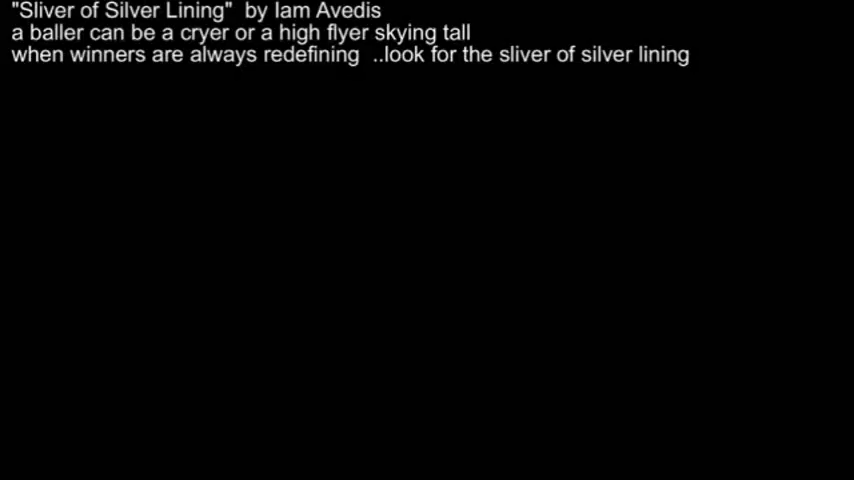 "Sliver of Silver Lining"  by Iam Avedis
a baller can be a cryer or a high flyer skying tall
when winners are always redefining  ..look for the sliver of silver lining